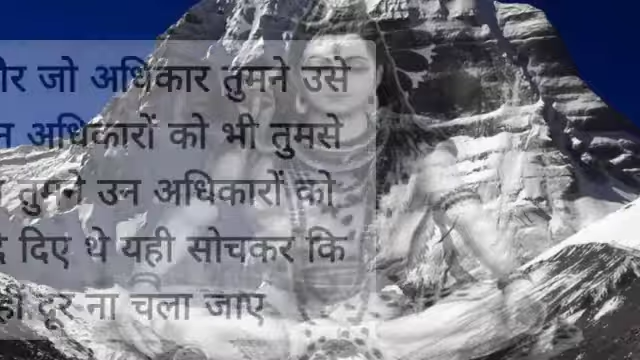 जो अधिकार तुमने उसे
अधिकारों को भी तुमसे
तुमने उन अधिकारों को
दिए थे यही सोचकर कि
दूर ना चला जाए